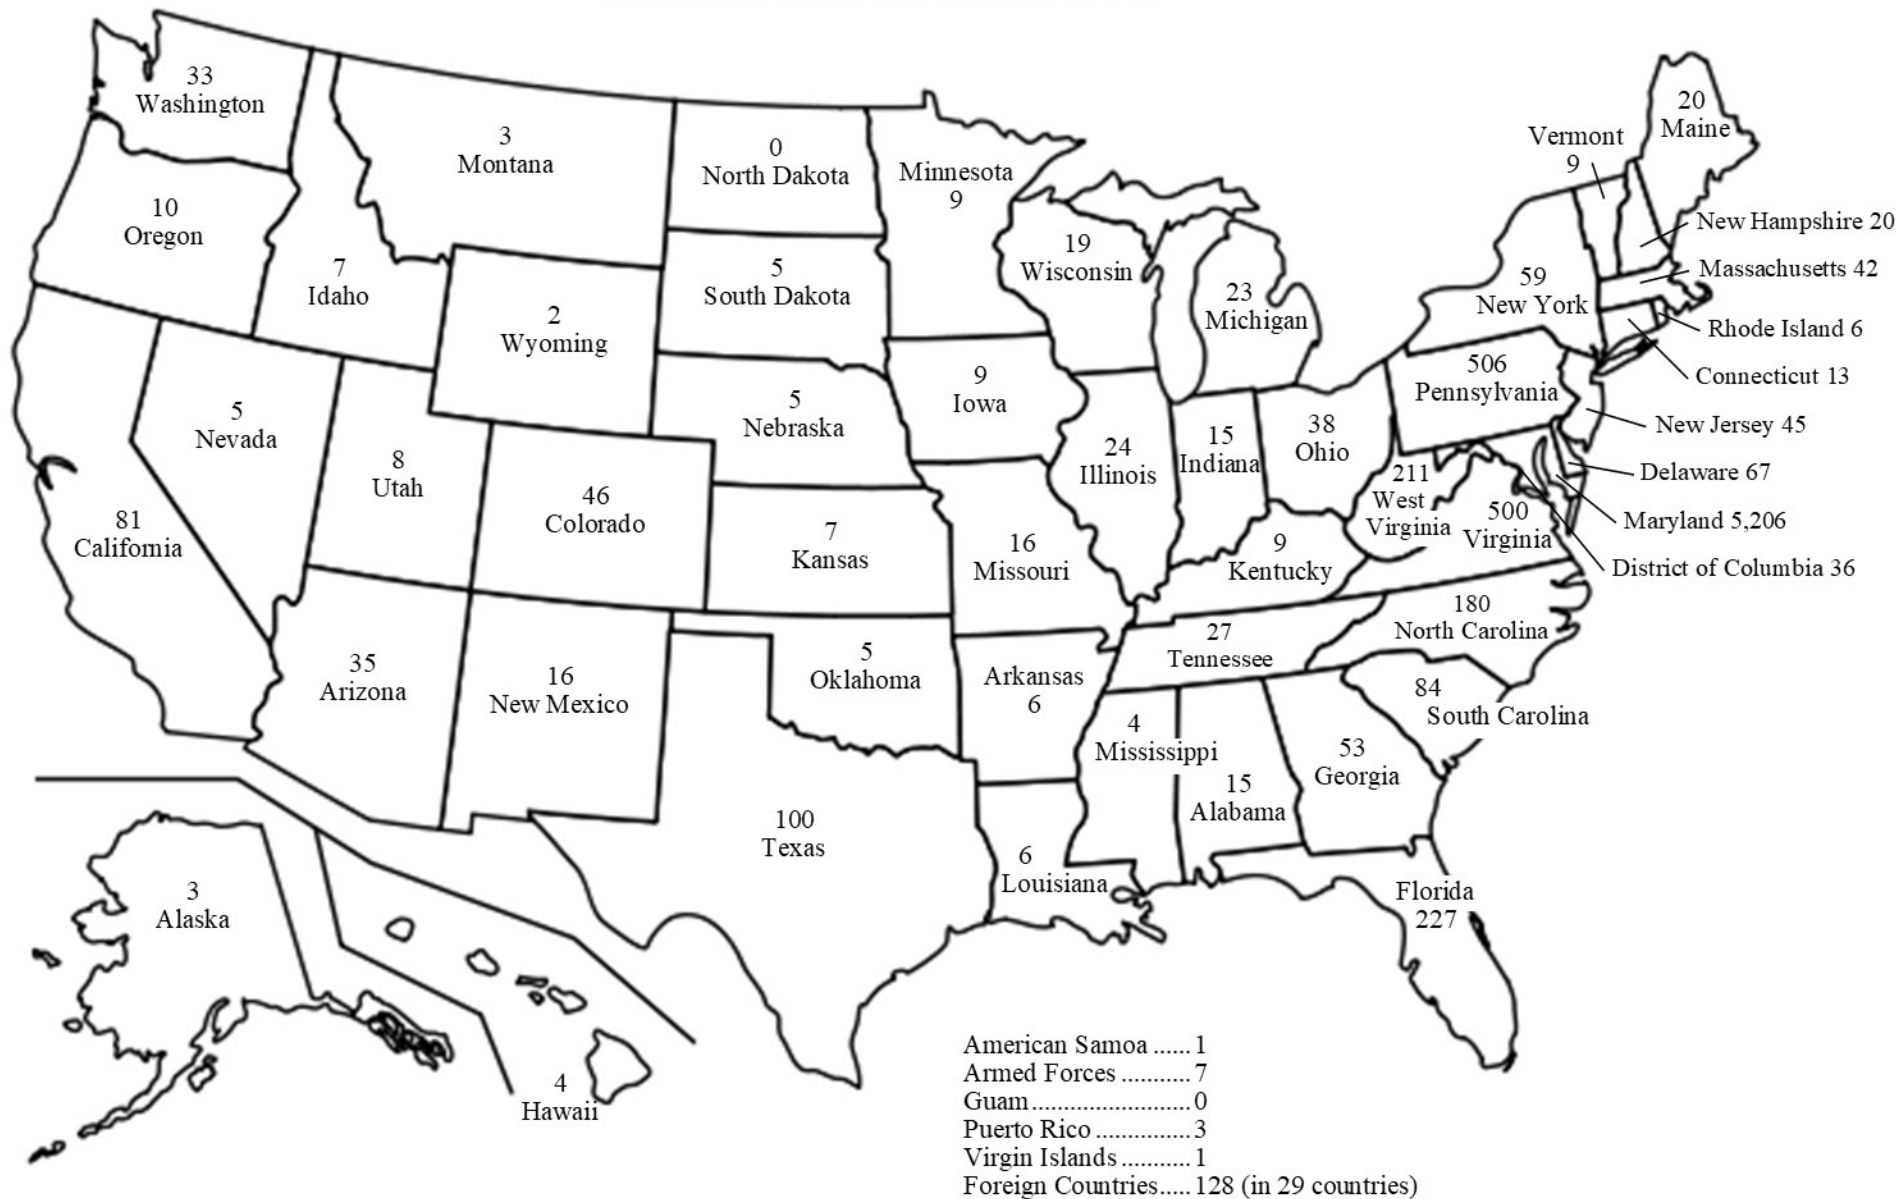 33
Washington
10
Oregon
7
Idaho
3
Montana
0
North Dakota
Minnesota
9
5
South Dakota
2
Wyoming
19
Wisconsin
23
Michigan
20
Maine
Vermont
9
New Hampshire 20
Massachusetts 42
Rhode Island 6
Connecticut 13
New Jersey 45
Delaware 67
Maryland 5,206
District of Columbia 36
59
New York
506
Pennsylvania
81
California
5
Nevada
8
Utah
46
Colorado
5
Nebraska
9
Iowa
24
Illinois
15
Indiana
38
Ohio
211
West
Virginia
500
Virginia
7
Kansas
16
Missouri
9
Kentucky
35
Arizona
16
New Mexico
5
Oklahoma
Arkansas
6
27
Tennessee
180
North Carolina
84
South Carolina
4
Mississippi
15
Alabama
53
Georgia
100
Texas
6
Louisiana
Florida
227
3
Alaska
4
Hawaii
American Samoa ...... 1
Armed Forces ........... 7
Guam ......................... 0
Puerto Rico ............... 3
Virgin Islands ........... 1
Foreign Countries..... 128 (in 29 countries)